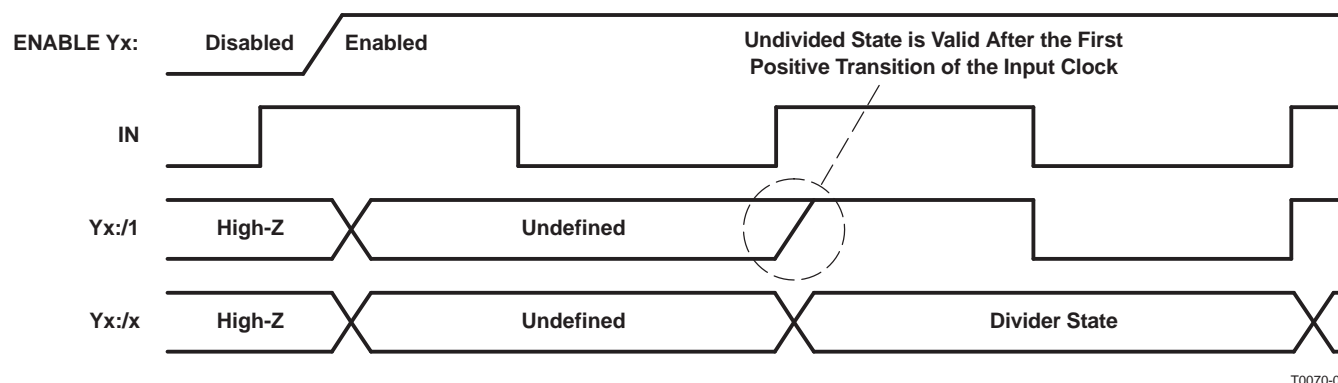 ENABLE Yx:
Disabled
Enabled
Undivided State is Valid After the First
Positive Transition of the Input Clock
IN
Yx:/1
High-Z
Undefined
Yx:/x
High-Z
Undefined
Divider State